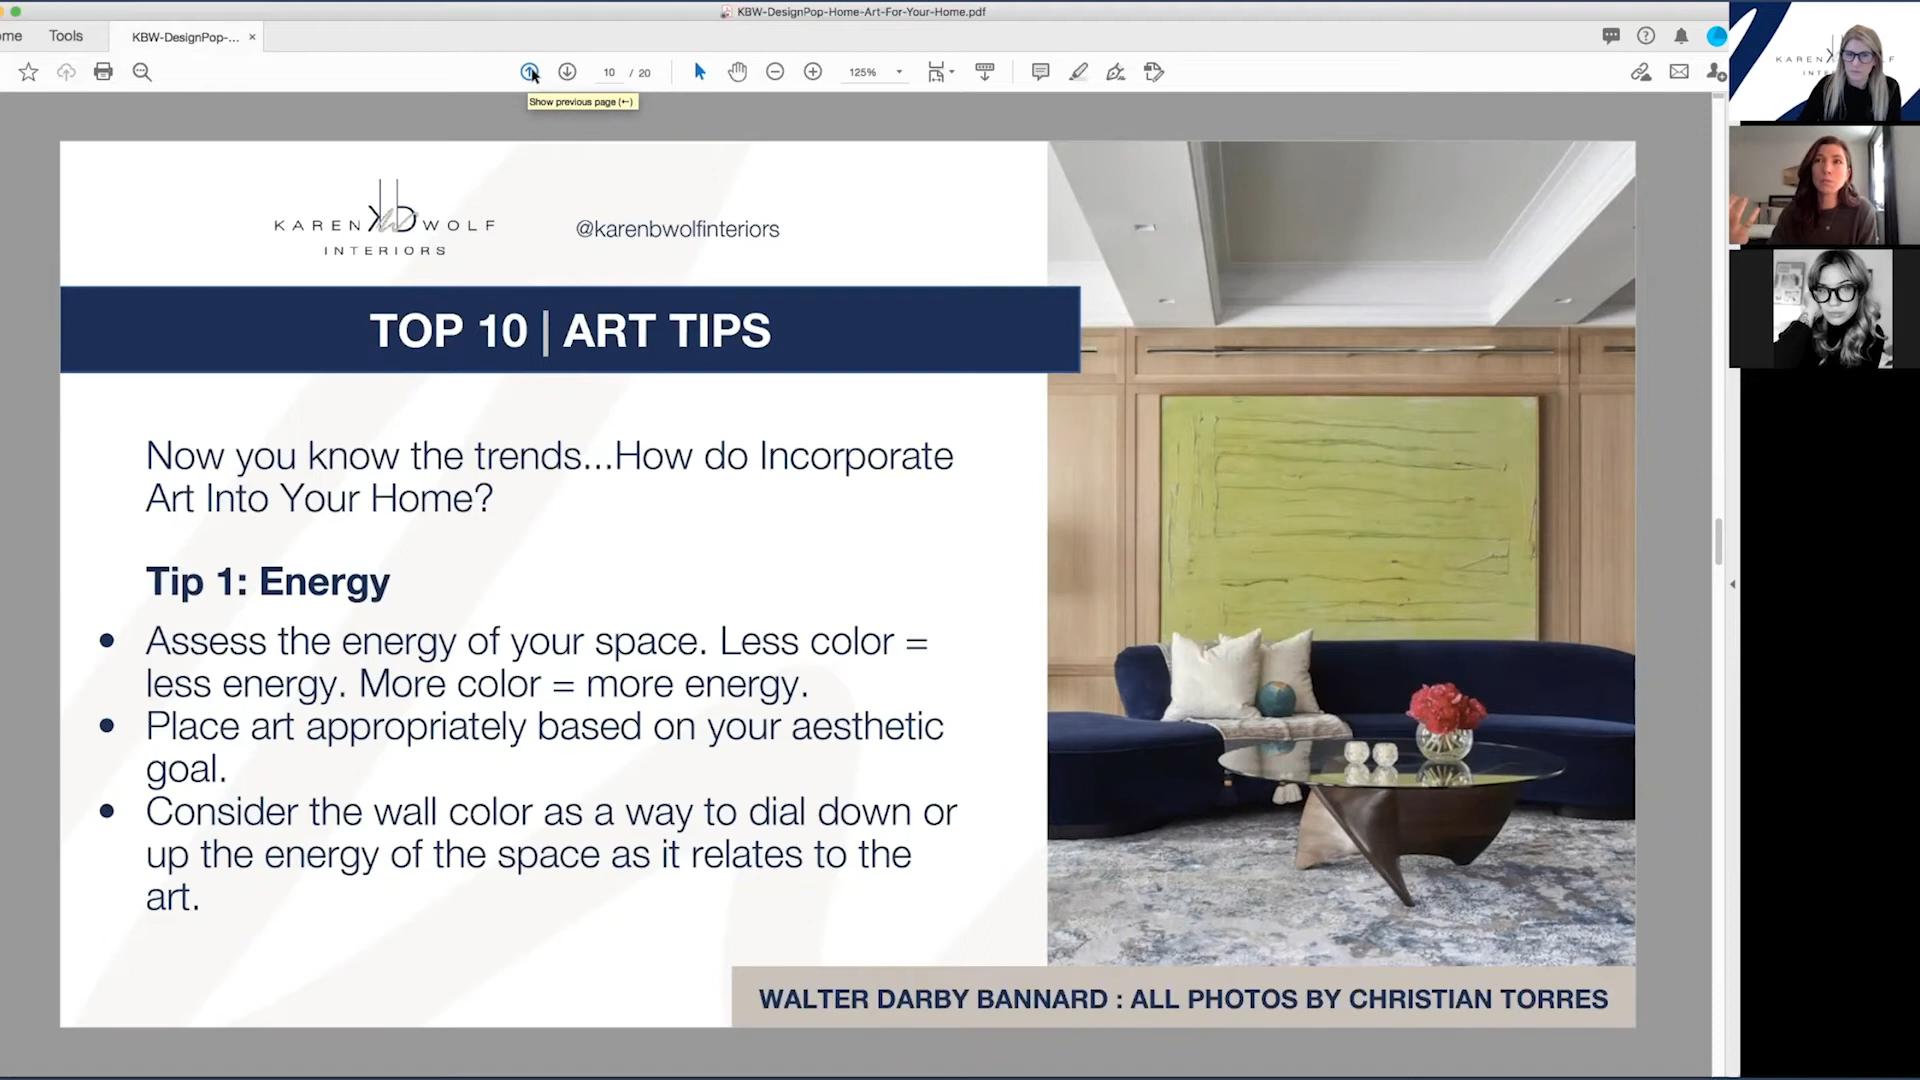 KBW-DesignPop-Home-Art-For-Your-Home.pdf
ome Tools KBW-DesignPop-... ×
10 / 20 125%
Show previous page (←)
KAREN WOLF
INTERIORS
@karenbwolfinteriors
TOP 10 | ART TIPS
Now you know the trends...How do Incorporate
Art Into Your Home?
Tip 1: Energy
• Assess the energy of your space. Less color =
less energy. More color = more energy.
• Place art appropriately based on your aesthetic
goal.
• Consider the wall color as a way to dial down or
up the energy of the space as it relates to the
art.
WALTER DARBY BANNARD : ALL PHOTOS BY CHRISTIAN TORRES